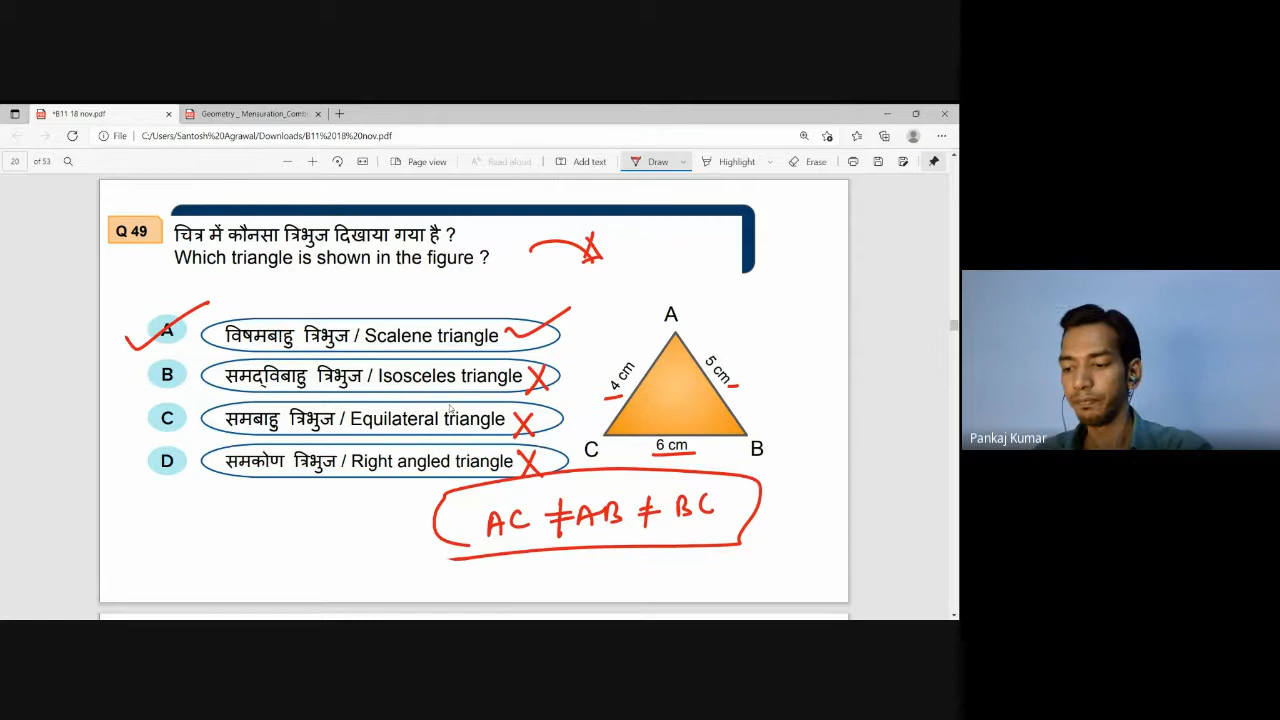 *B11 18 nov.pdf
Geometry _ Mensuration_Comb
File
C:/Users/Santosh%20Agrawal/Downloads/B11%2018%20nov.pdf
20 of 53
Page view
Read aloud
Add text
Draw
Highlight
Erase
Q 49
चित्र में कौनसा त्रिभुज दिखाया गया है ?
Which triangle is shown in the figure ?
A
विषमबाहु त्रिभुज / Scalene triangle
B
समद्विबाहु त्रिभुज / Isosceles triangle
C
समबाहु त्रिभुज / Equilateral triangle
D
समकोण त्रिभुज / Right angled triangle
A
4 cm
5 cm
C
6 cm
B
AC ≠ AB ≠ BC
Pankaj Kumar